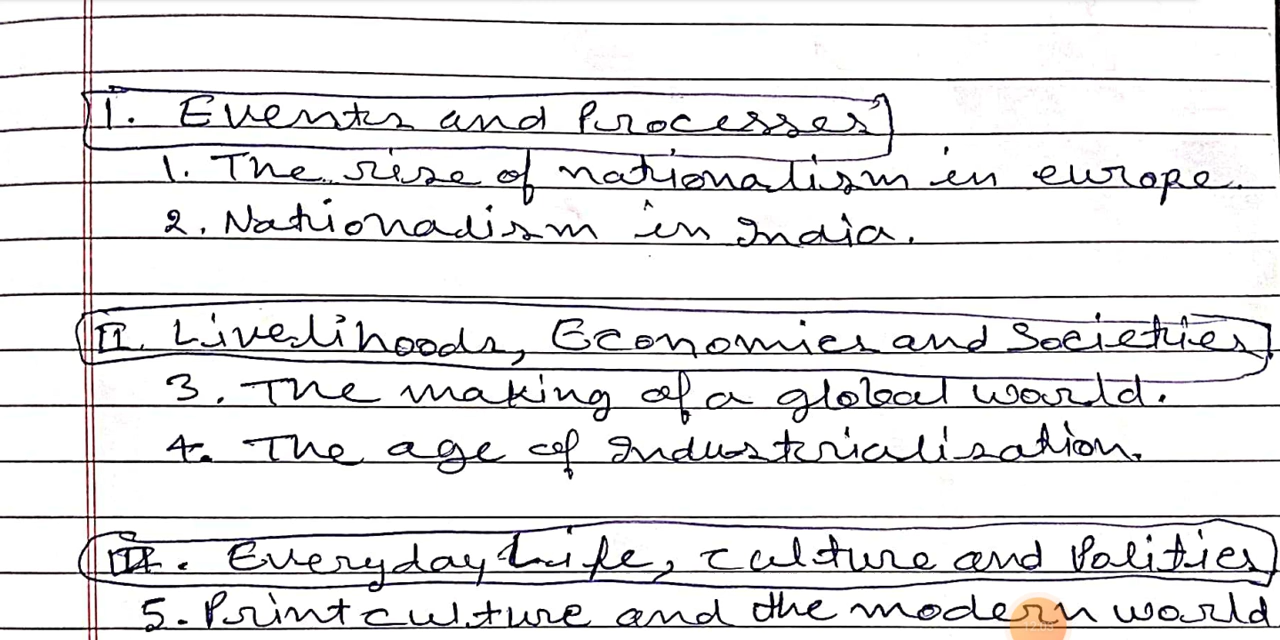 I. Events and Processes
1. The rise of nationalism in europe.
2. Nationalism in India.
II. Livelihoods, Economies and Societies
3. The making of a global world.
4. The age of Industrialisation.
III. Everyday Life, culture and Politics
5. Print culture and the modern world